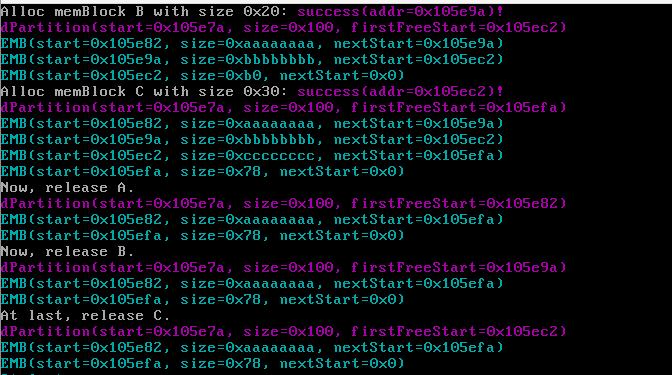 Alloc memBlock B with size 0x20: success(addr=0x105e9a)!
dPartition(start=0x105e7a, size=0x100, firstFreeStart=0x105ec2)
EMB(start=0x105e82, size=0xaaaaaaaa, nextStart=0x105e9a)
EMB(start=0x105e9a, size=0xbbbbbbbb, nextStart=0x105ec2)
EMB(start=0x105ec2, size=0xb0, nextStart=0x0)
Alloc memBlock C with size 0x30: success(addr=0x105ec2)!
dPartition(start=0x105e7a, size=0x100, firstFreeStart=0x105efa)
EMB(start=0x105e82, size=0xaaaaaaaa, nextStart=0x105e9a)
EMB(start=0x105e9a, size=0xbbbbbbbb, nextStart=0x105ec2)
EMB(start=0x105ec2, size=0xcccccccc, nextStart=0x105efa)
EMB(start=0x105efa, size=0x78, nextStart=0x0)
Now, release A.
dPartition(start=0x105e7a, size=0x100, firstFreeStart=0x105e82)
EMB(start=0x105e82, size=0xaaaaaaaa, nextStart=0x105efa)
EMB(start=0x105efa, size=0x78, nextStart=0x0)
Now, release B.
dPartition(start=0x105e7a, size=0x100, firstFreeStart=0x105e9a)
EMB(start=0x105e82, size=0xaaaaaaaa, nextStart=0x105efa)
EMB(start=0x105efa, size=0x78, nextStart=0x0)
At last, release C.
dPartition(start=0x105e7a, size=0x100, firstFreeStart=0x105ec2)
EMB(start=0x105e82, size=0xaaaaaaaa, nextStart=0x105efa)
EMB(start=0x105efa, size=0x78, nextStart=0x0)